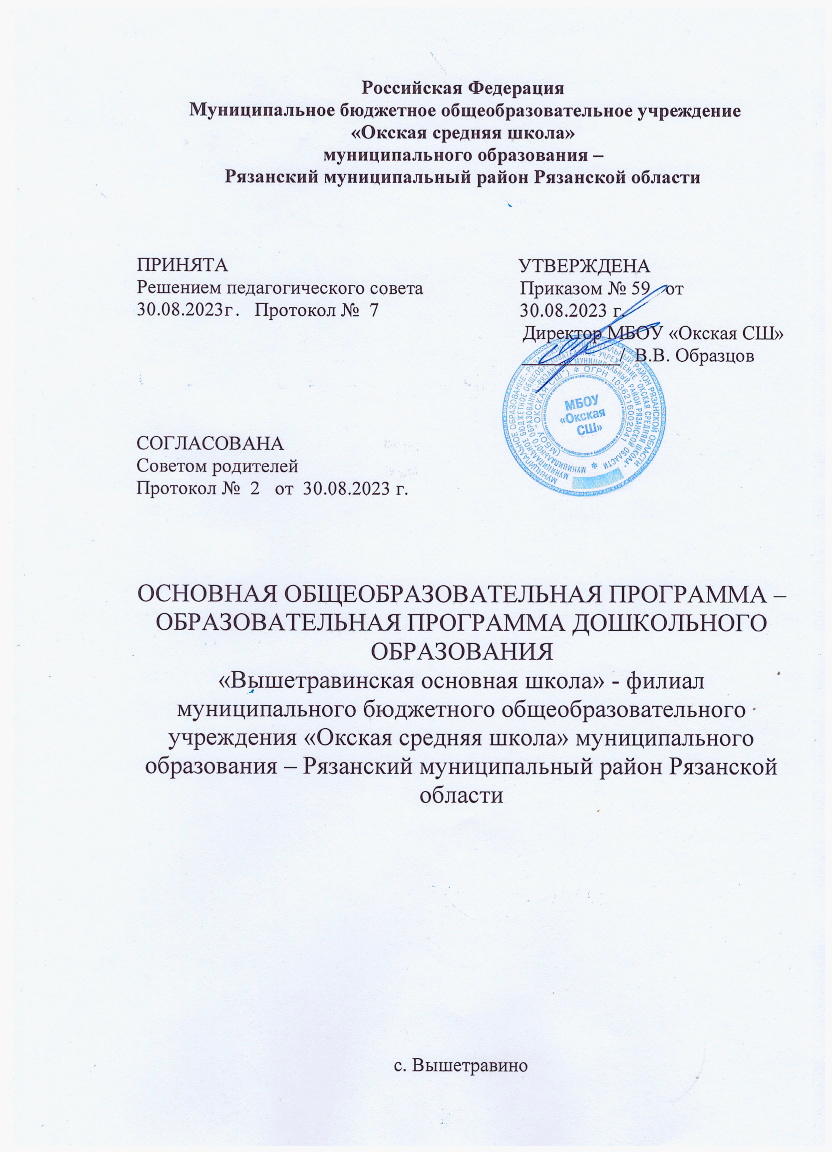 Российская Федерация
Муниципальное бюджетное общеобразовательное учреждение
«Окская средняя школа»
муниципального образования –
Рязанский муниципальный район Рязанской области
ПРИНЯТА
Решением педагогического совета
30.08.2023г. Протокол № 7
УТВЕРЖДЕНА
Приказом № 59 от
30.08.2023 г.
Директор МБОУ «Окская СШ»
__________/ В.В. Образцов
МБОУ
«Окская
СШ»
СОГЛАСОВАНА
Советом родителей
Протокол № 2 от 30.08.2023 г.
ОСНОВНАЯ ОБЩЕОБРАЗОВАТЕЛЬНАЯ ПРОГРАММА –
ОБРАЗОВАТЕЛЬНАЯ ПРОГРАММА ДОШКОЛЬНОГО
ОБРАЗОВАНИЯ
«Вышетравинская основная школа» - филиал
муниципального бюджетного общеобразовательного
учреждения «Окская средняя школа» муниципального
образования – Рязанский муниципальный район Рязанской
области
с. Вышетравино